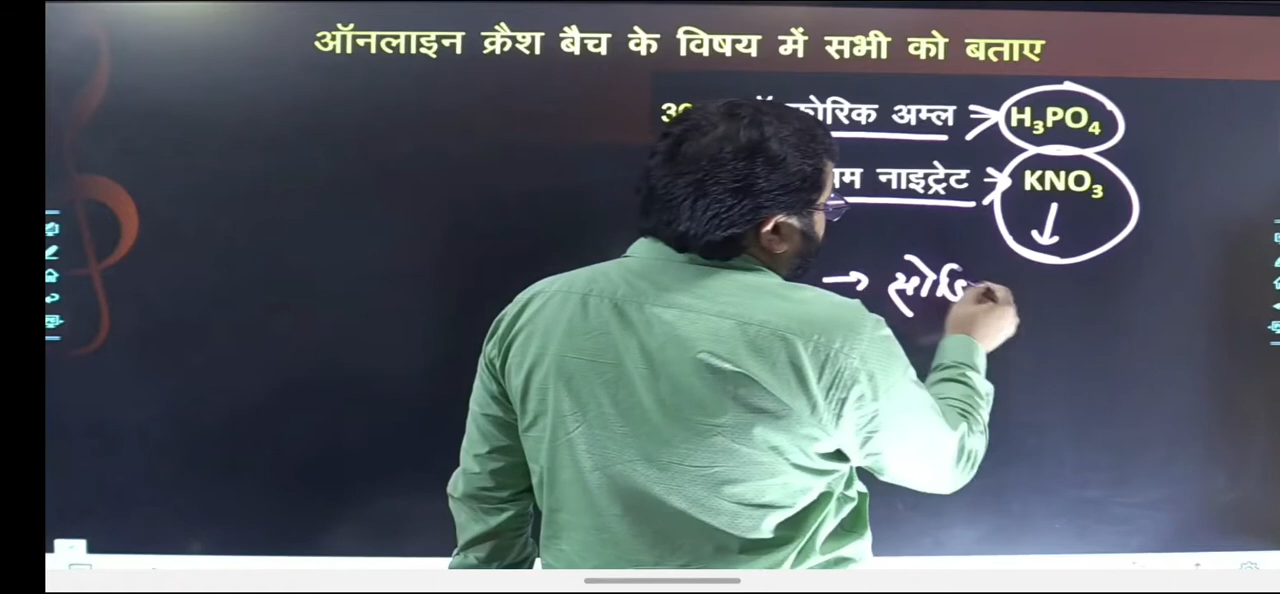 ऑनलाइन क्रैश बैच के विषय में सभी को बताए
अम्ल → H₃PO₄
नाइट्रेट → KNO₃
↓
→